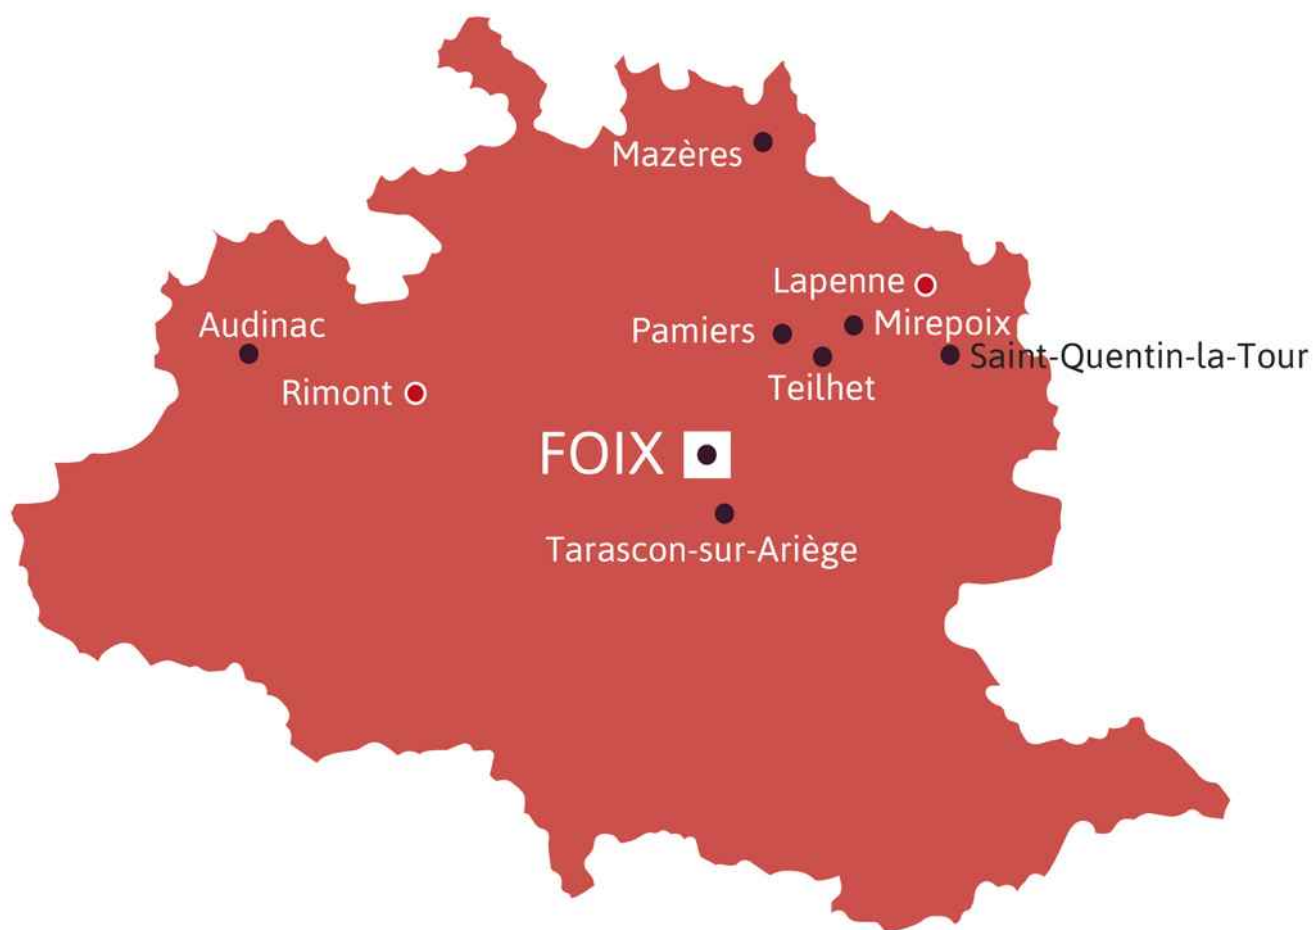 Mazères
Lapenne
Audinac
Pamiers
Mirepoix
Saint-Quentin-la-Tour
Teilhet
Rimont
FOIX
Tarascon-sur-Ariège